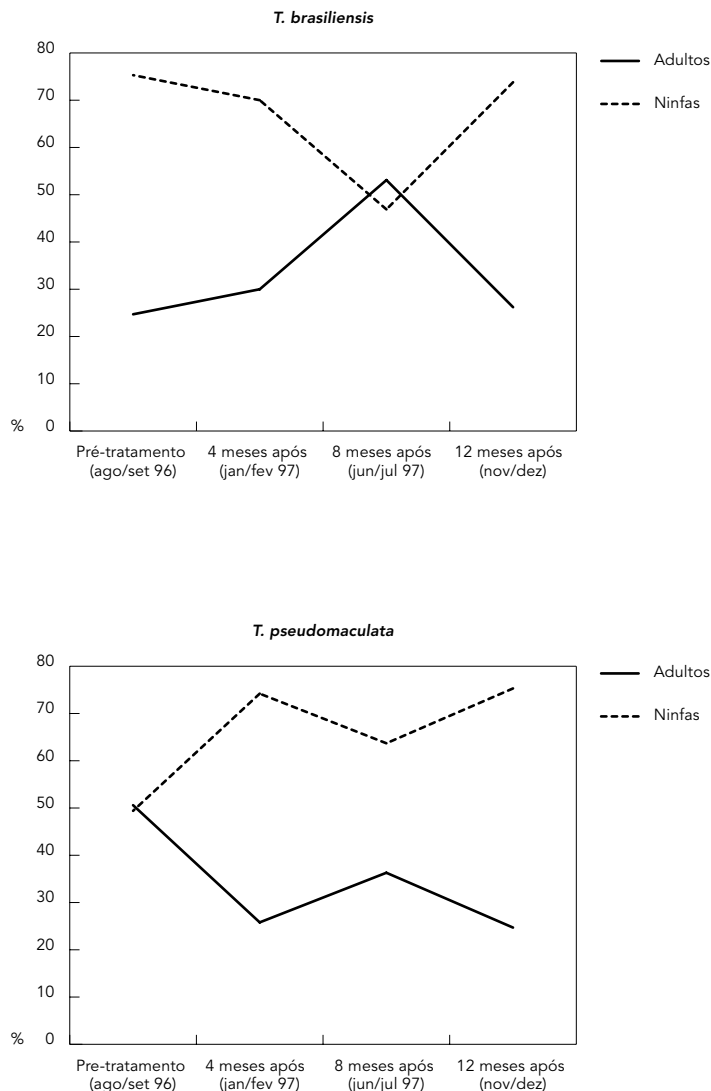 T. brasiliensis
80
70
60
50
40
30
20
10
% 0
Adultos
Ninfas
Pré-tratamento 4 meses após 8 meses após 12 meses após
(ago/set 96) (jan/fev 97) (jun/jul 97) (nov/dez)
T. pseudomaculata
80
70
60
50
40
30
20
10
% 0
Adultos
Ninfas
Pre-tratamento 4 meses após 8 meses após 12 meses após
(ago/set 96) (jan/fev 97) (jun/jul 97) (nov/dez)